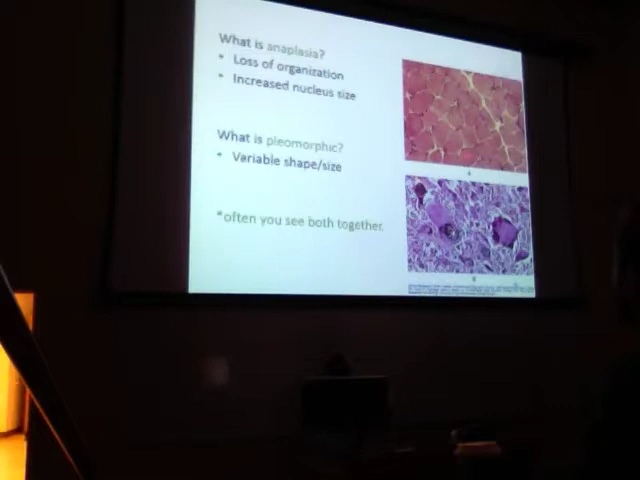 What is anaplasia?
• Loss of organization
• Increased nucleus size
What is pleomorphic?
• Variable shape/size
*often you see both together.